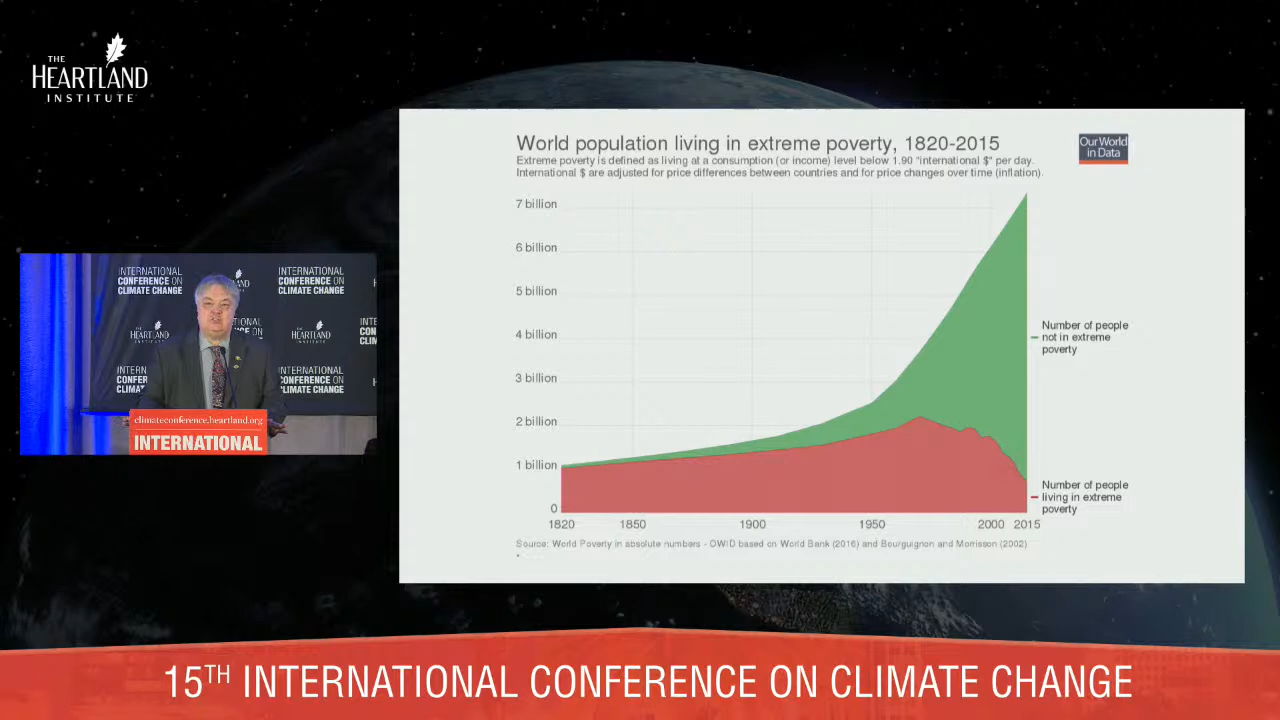 THE
HEARTLAND
INSTITUTE
World population living in extreme poverty, 1820-2015
Extreme poverty is defined as living at a consumption (or income) level below 1.90 "international $" per day.
International $ are adjusted for price differences between countries and for price changes over time (inflation).
Our World
in Data
7 billion
6 billion
5 billion
4 billion
3 billion
2 billion
1 billion
0
1820
1850
1900
1950
2000
2015
Number of people
not in extreme
poverty
Number of people
living in extreme
poverty
Source: World Poverty in absolute numbers - OWID based on World Bank (2016) and Bourguignon and Morrisson (2002)
INTERNATIONAL
CONFERENCE ON
CLIMATE CHANGE
INTERNATIONAL
CONFERENCE ON
CLIMATE CHANGE
THE
HEARTLAND
INSTITUTE
THE
HEARTLAND
INSTITUTE
INTERNATIONAL
CONFERENCE ON
CLIMATE CHANGE
climateconference.heartland.org
INTERNATIONAL
15TH INTERNATIONAL CONFERENCE ON CLIMATE CHANGE